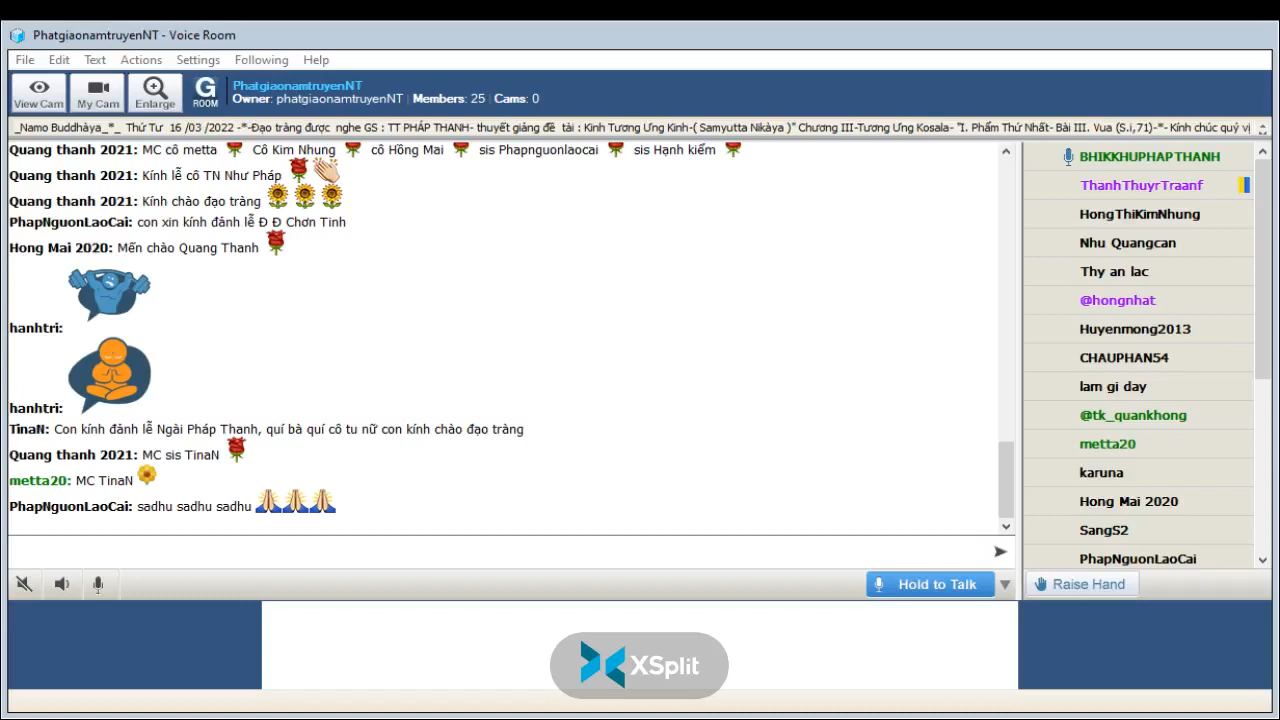 PhatgiaonamtruyenNT - Voice Room
File Edit Text Actions Settings Following Help
View Cam
My Cam
Enlarge
G ROOM
PhatgiaonamtruyenNT
Owner: phatgiaonamtruyenNT | Members: 25 | Cams: 0
_Namo Buddhàya_*_ Thứ Tư 16 /03 /2022 -*-Đạo tràng được nghe GS : TT PHÁP THANH- thuyết giảng đề tài : Kinh Tương Ưng Kinh-( Samyutta Nikàya )" Chương III-Tương Ưng Kosala- "I. Phẩm Thứ Nhất- Bài III. Vua (S.i,71)-*- Kính chúc quý vị
Quang thanh 2021: MC cô metta Cô Kim Nhung cô Hồng Mai sis Phapnguonlaocai sis Hạnh kiểm
Quang thanh 2021: Kính lễ cô TN Như Pháp
Quang thanh 2021: Kính chào đạo tràng
PhapNguonLaoCai: con xin kính đảnh lễ Đ Đ Chơn Tinh
Hong Mai 2020: Mến chào Quang Thanh
hanhtri:
hanhtri:
TinaN: Con kính đảnh lễ Ngài Pháp Thanh, quí bà quí cô tu nữ con kính chào đạo tràng
Quang thanh 2021: MC sis TinaN
metta20: MC TinaN
PhapNguonLaoCai: sadhu sadhu sadhu
BHIKKHUPHAPTHANH
ThanhThuyrTraanf
HongThiKimNhung
Nhu Quangcan
Thy an lac
@hongnhat
Huyenmong2013
CHAUPHAN54
lam gi day
@tk_quankhong
metta20
karuna
Hong Mai 2020
SangS2
PhapNguonLaoCai
Hold to Talk
Raise Hand
XSplit